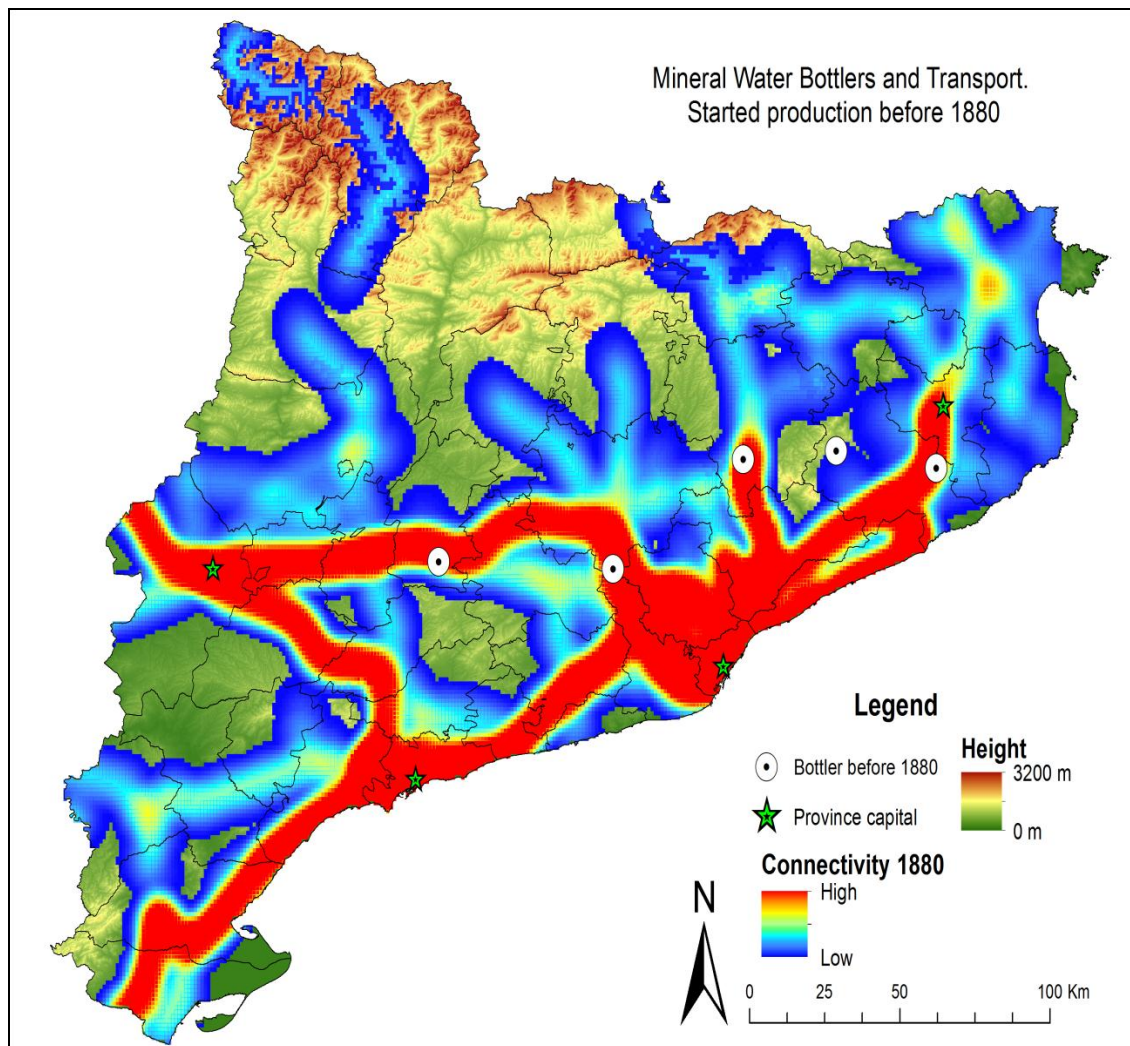 Mineral Water Bottlers and Transport.
Started production before 1880
Legend
Bottler before 1880
Province capital
Height
3200 m
0 m
Connectivity 1880
High
Low
N
0 25 50 100 Km